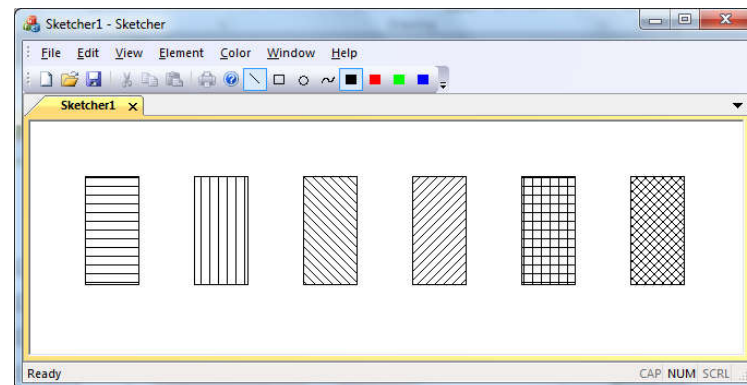 Sketcher1 - Sketcher
File Edit View Element Color Window Help
Sketcher1 x
Ready CAP NUM SCRL